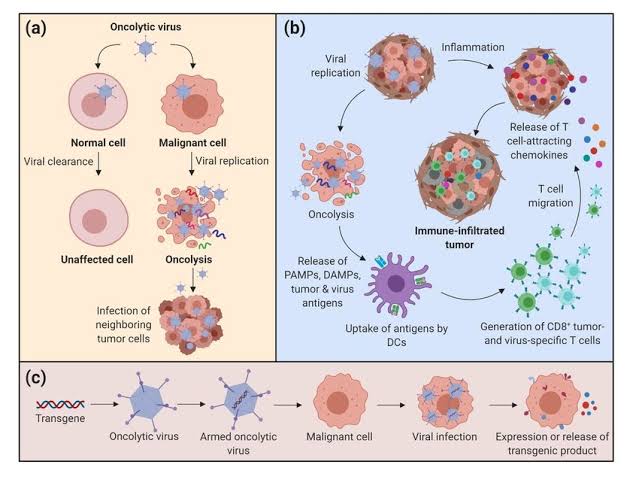 (a)
Oncolytic virus
Normal cell
Malignant cell
Viral clearance
Viral replication
Unaffected cell
Oncolysis
Infection of
neighboring
tumor cells
(b)
Viral
replication
Inflammation
Release of T
cell-attracting
chemokines
Oncolysis
T cell
migration
Immune-infiltrated
tumor
Release of
PAMPs, DAMPs,
tumor & virus
antigens
Uptake of antigens by
DCs
Generation of CD8⁺ tumor-
and virus-specific T cells
(c)
Transgene
Oncolytic virus
Armed oncolytic
virus
Malignant cell
Viral infection
Expression or release of
transgenic product